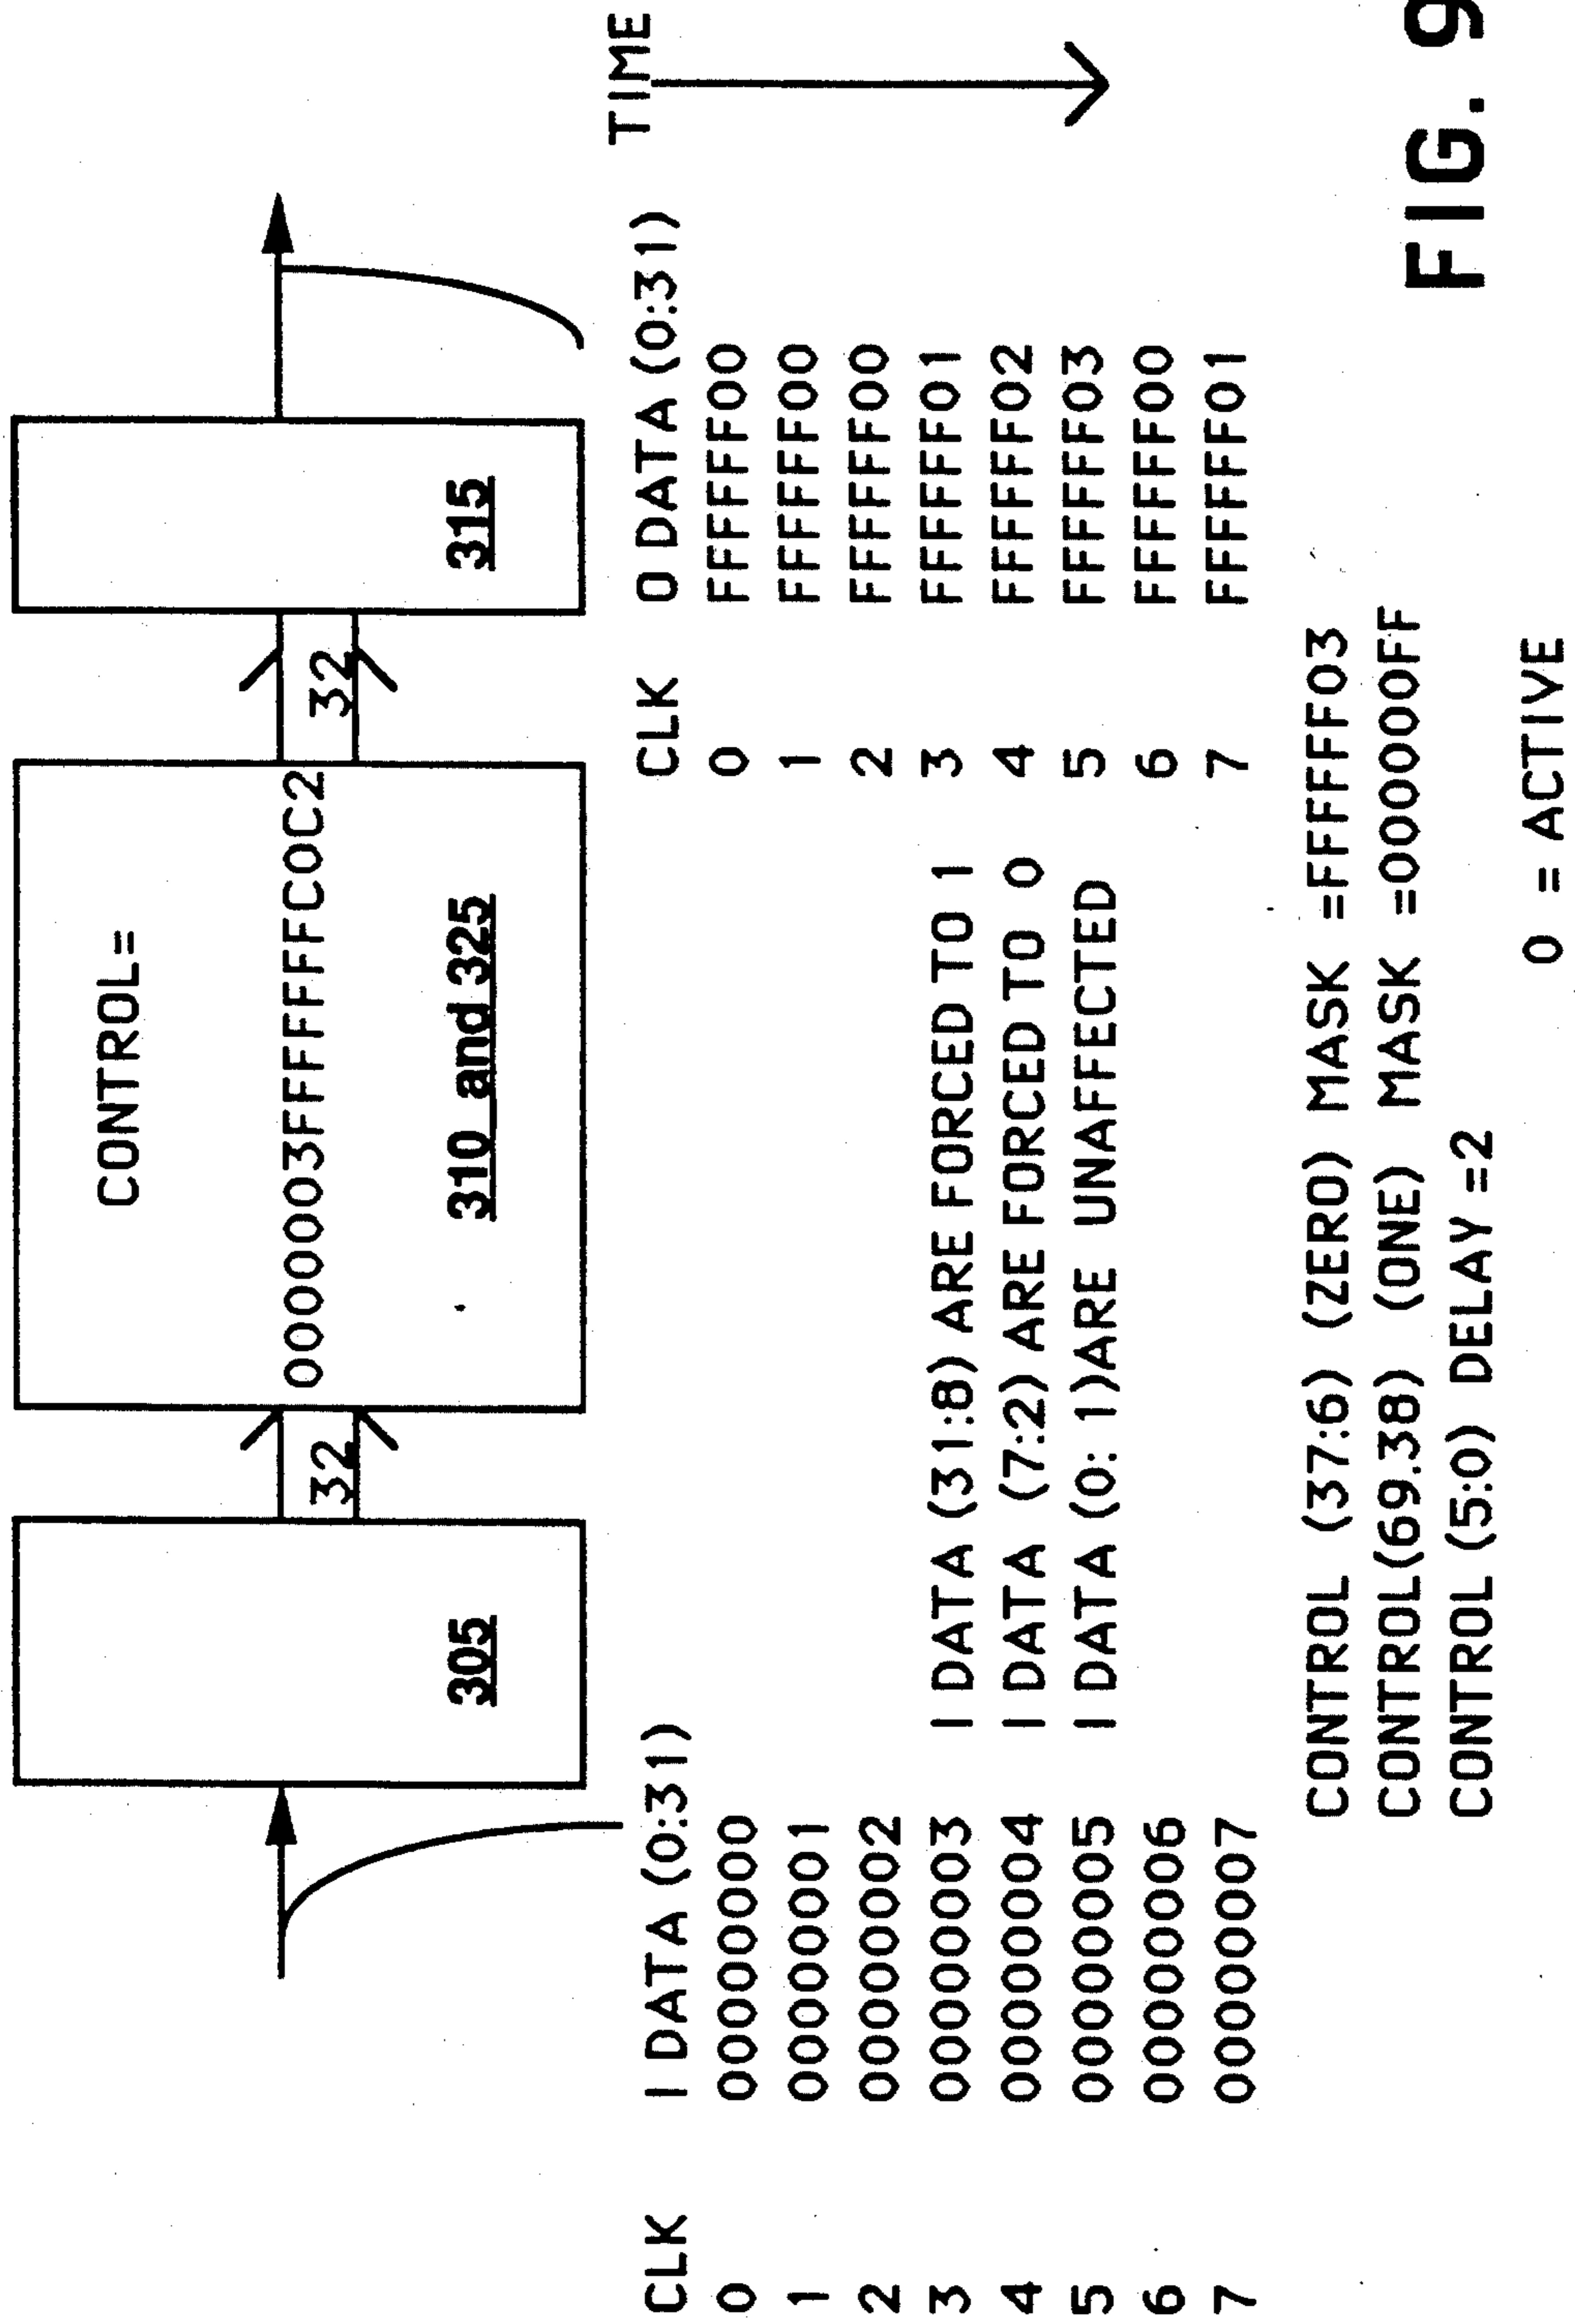 CONTROL=
0000003FFFFFFFC0C2
305
32
310 and 325
32
315
CLK I DATA (0:31)
0 00000000
1 00000001
2 00000002
3 00000003
4 00000004
5 00000005
6 00000006
7 00000007
I DATA (31:8) ARE FORCED TO 1
I DATA (7:2) ARE FORCED TO 0
I DATA (0: 1)ARE UNAFFECTED
CLK O DATA (0:31)
0 FFFFFF00
1 FFFFFF00
2 FFFFFF00
3 FFFFFF01
4 FFFFFF02
5 FFFFFF03
6 FFFFFF00
7 FFFFFF01
TIME
CONTROL (37:6) (ZERO) MASK =FFFFFF03
CONTROL(69.38) (ONE) MASK =000000FF
CONTROL (5:0) DELAY =2
0 = ACTIVE
FIG. 9